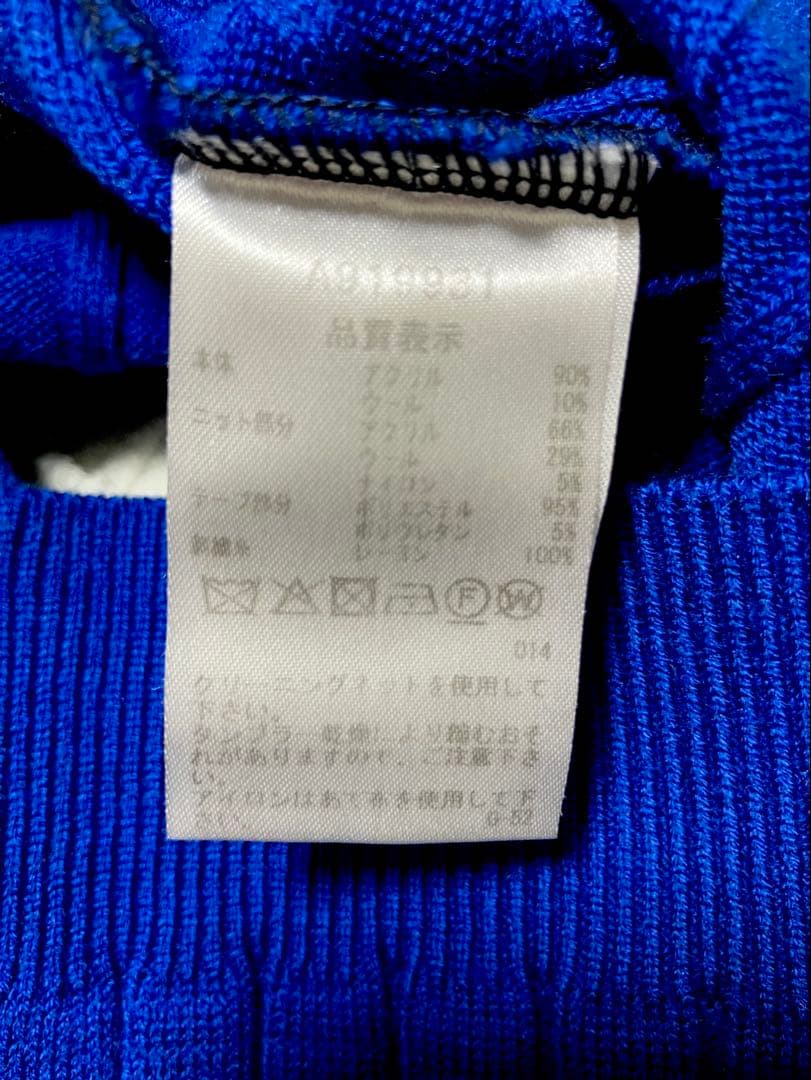 A919931
品質表示
本体 アクリル 90%
ウール 10%
ニット部分 アクリル 66%
ウール 29%
ナイロン 5%
テープ部分 ポリエステル 95%
ポリウレタン 5%
刺繍糸 レーヨン 100%
F W
014
クリーニングネットを使用して
下さい。
タンブラー乾燥により縮むおそ
れがありますので、ご注意下さ
い。
アイロンはあて布を使用して下
さい。 G-52